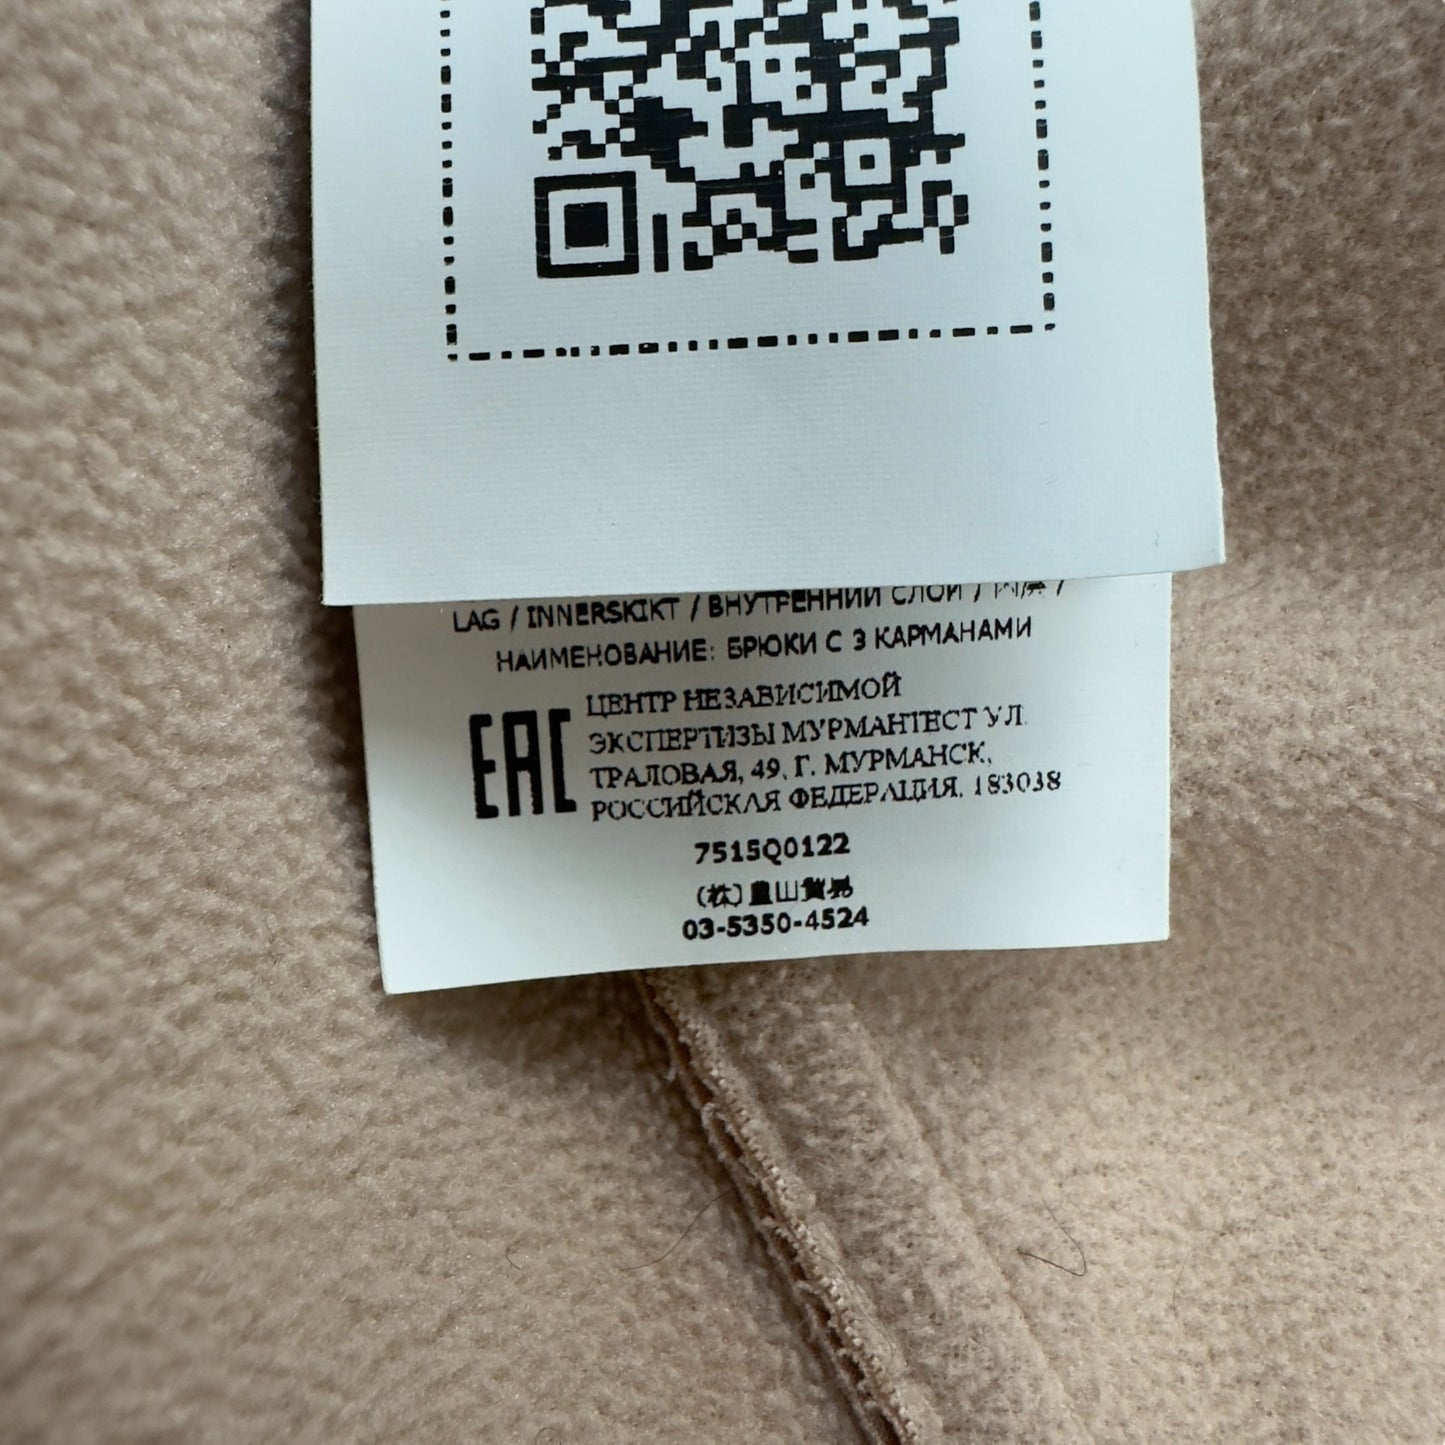 LAG / INNERSKIKT / ВНУТРЕННИЙ СЛОЙ /
НАИМЕНОВАНИЕ: БРЮКИ С 3 КАРМАНАМИ
EAC
ЦЕНТР НЕЗАВИСИМОЙ
ЭКСПЕРТИЗЫ МУРМАНТЕСТ УЛ.
ТРАЛОВАЯ, 49, Г. МУРМАНСК,
РОССИЙСКАЯ ФЕДЕРАЦИЯ, 183038
7515Q0122
(株)
03-5350-4524